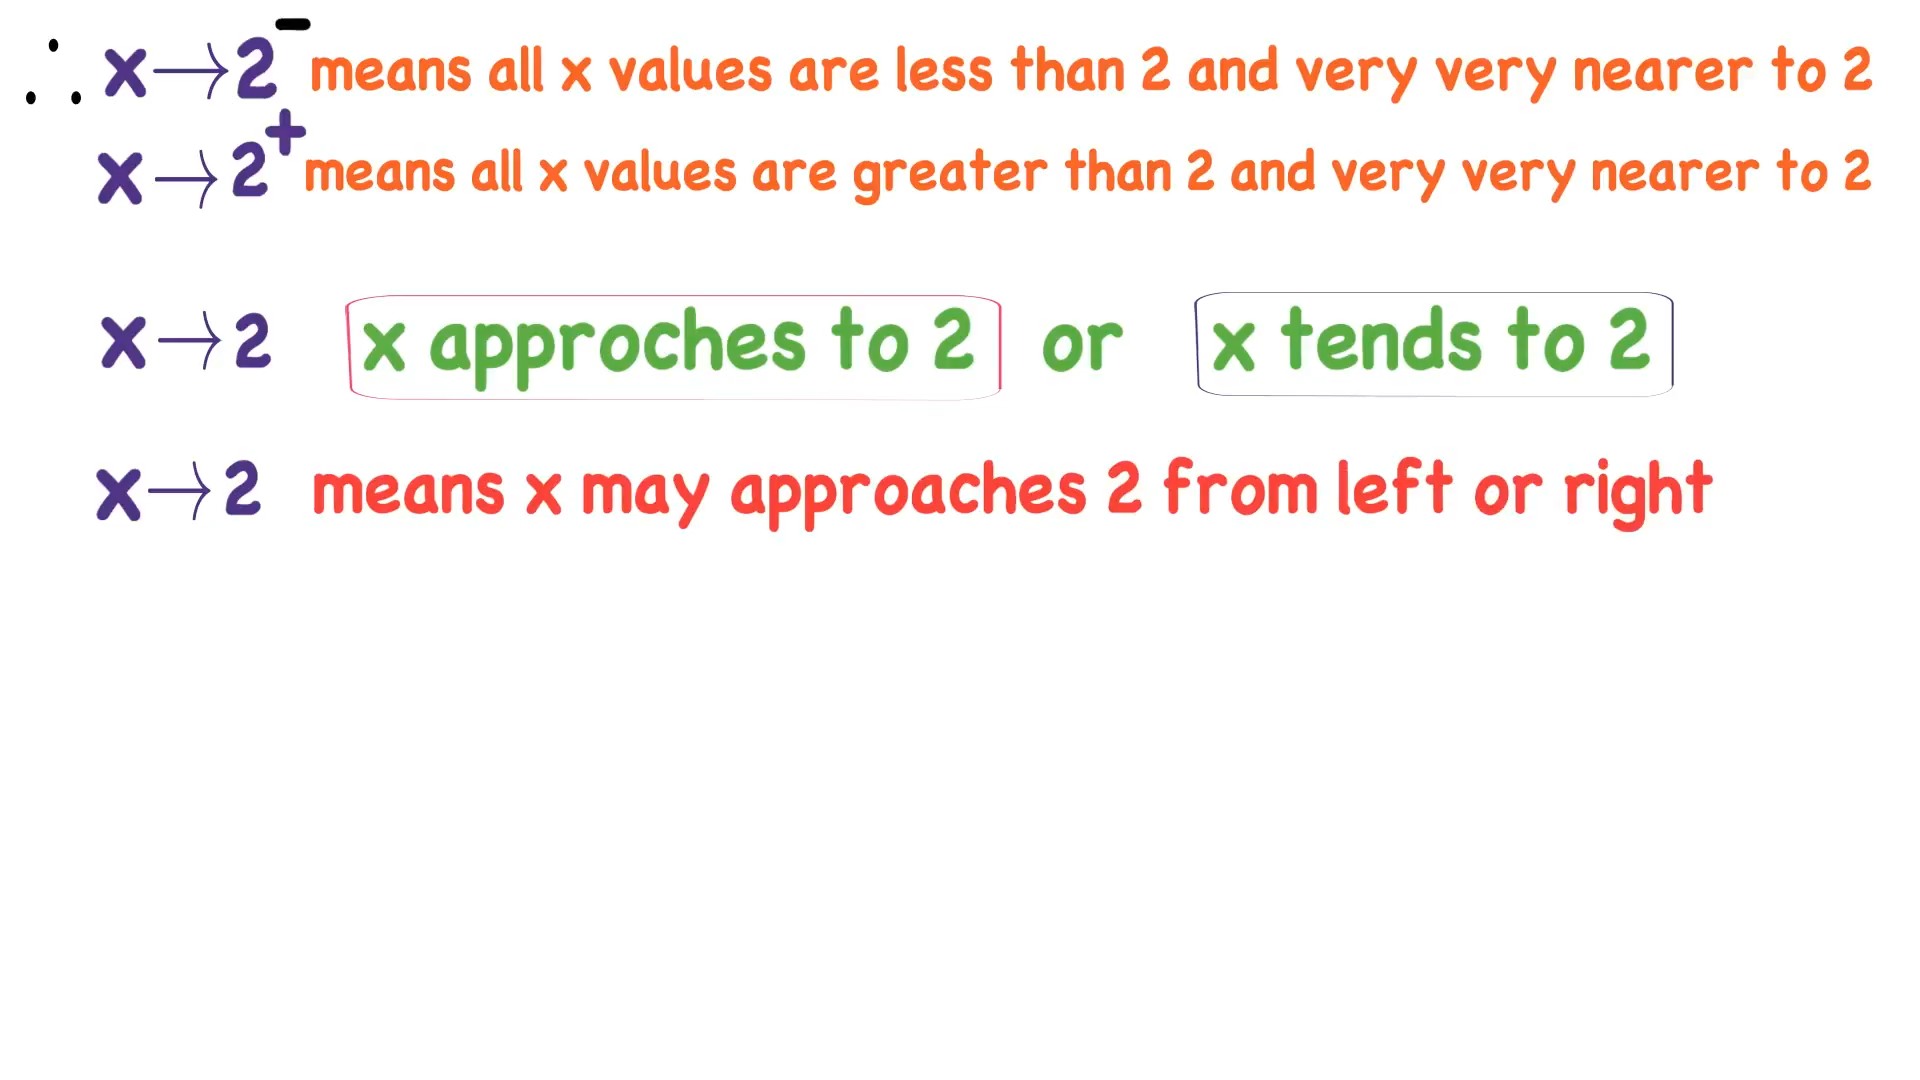 ∴ x→2⁻ means all x values are less than 2 and very very nearer to 2
x→2⁺ means all x values are greater than 2 and very very nearer to 2
x→2 x approches to 2 or x tends to 2
x→2 means x may approaches 2 from left or right